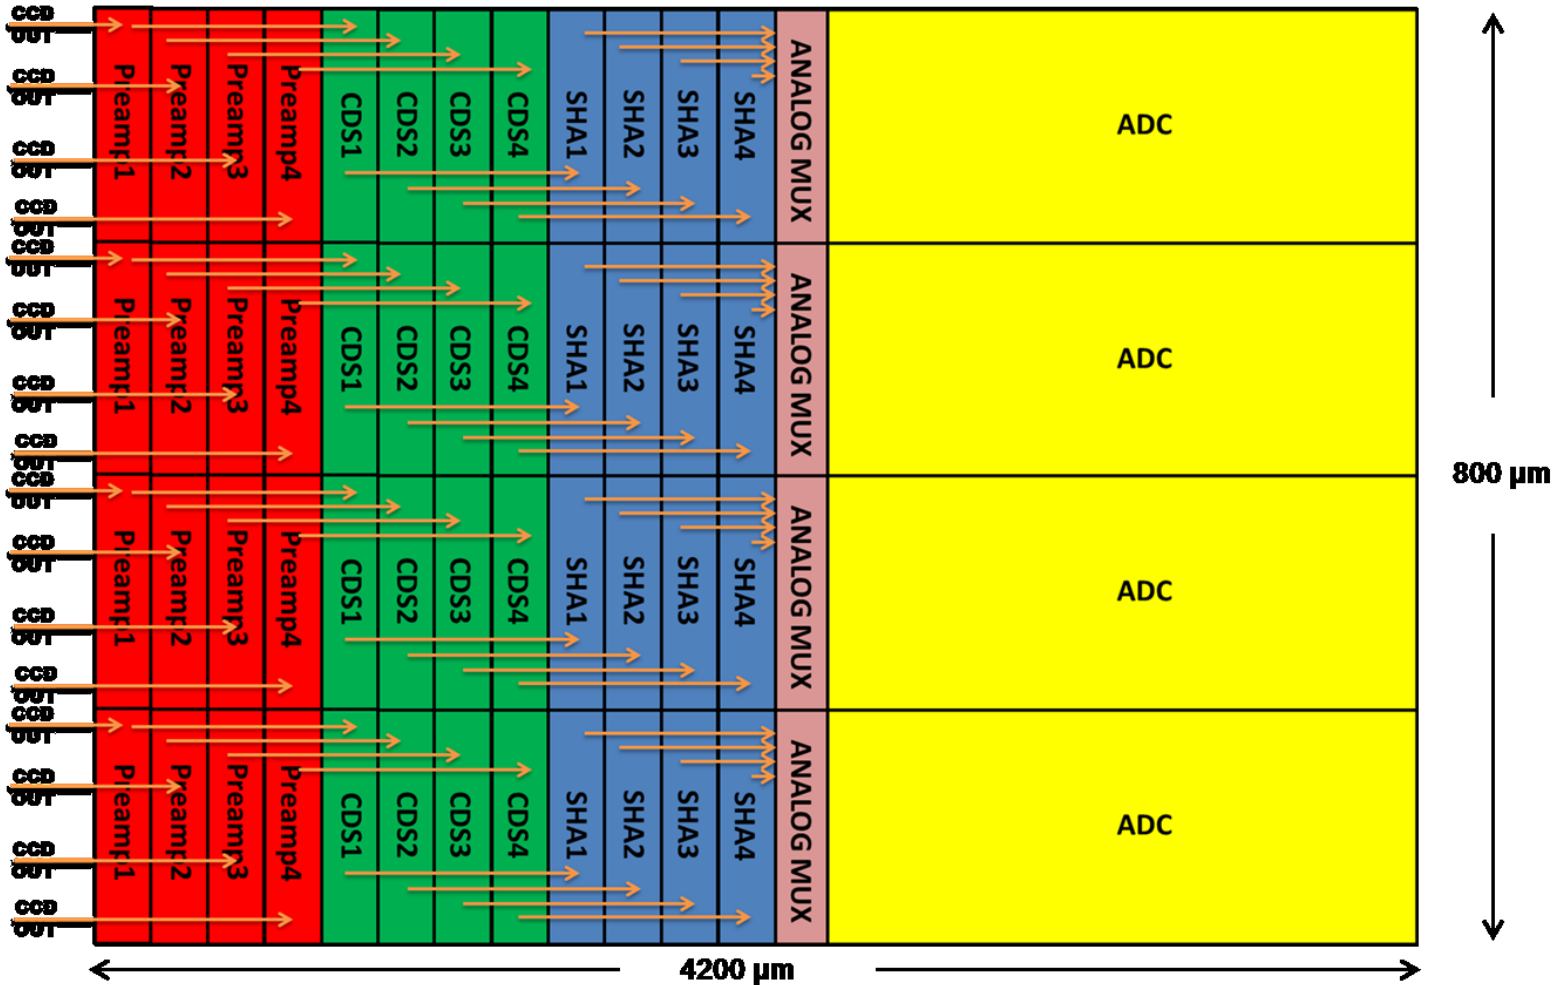 CCD
OUT
CCD
OUT
CCD
OUT
CCD
OUT
Preamp1
Preamp2
Preamp3
Preamp4
CDS1
CDS2
CDS3
CDS4
SHA1
SHA2
SHA3
SHA4
ANALOG MUX
ADC
CCD
OUT
CCD
OUT
CCD
OUT
CCD
OUT
Preamp1
Preamp2
Preamp3
Preamp4
CDS1
CDS2
CDS3
CDS4
SHA1
SHA2
SHA3
SHA4
ANALOG MUX
ADC
CCD
OUT
CCD
OUT
CCD
OUT
CCD
OUT
Preamp1
Preamp2
Preamp3
Preamp4
CDS1
CDS2
CDS3
CDS4
SHA1
SHA2
SHA3
SHA4
ANALOG MUX
ADC
CCD
OUT
CCD
OUT
CCD
OUT
CCD
OUT
Preamp1
Preamp2
Preamp3
Preamp4
CDS1
CDS2
CDS3
CDS4
SHA1
SHA2
SHA3
SHA4
ANALOG MUX
ADC
800 µm
4200 µm